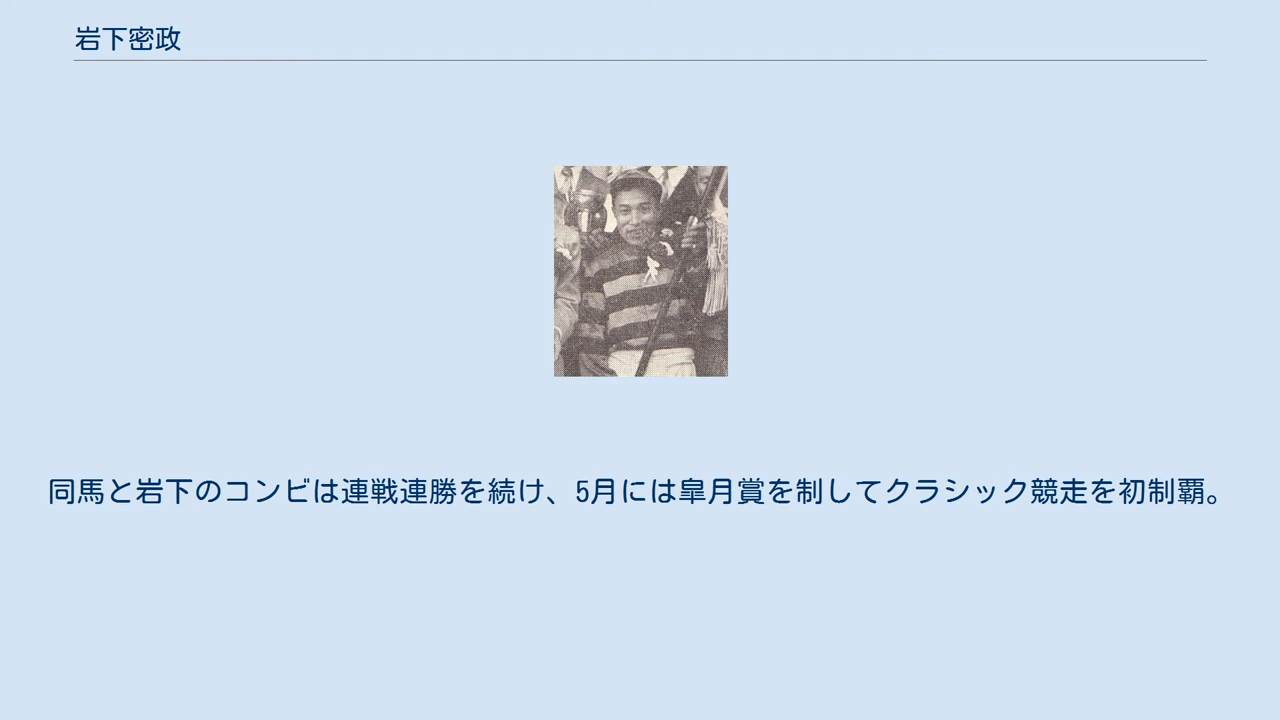 岩下密政
同馬と岩下のコンビは連戦連勝を続け、5月には皐月賞を制してクラシック競走を初制覇。